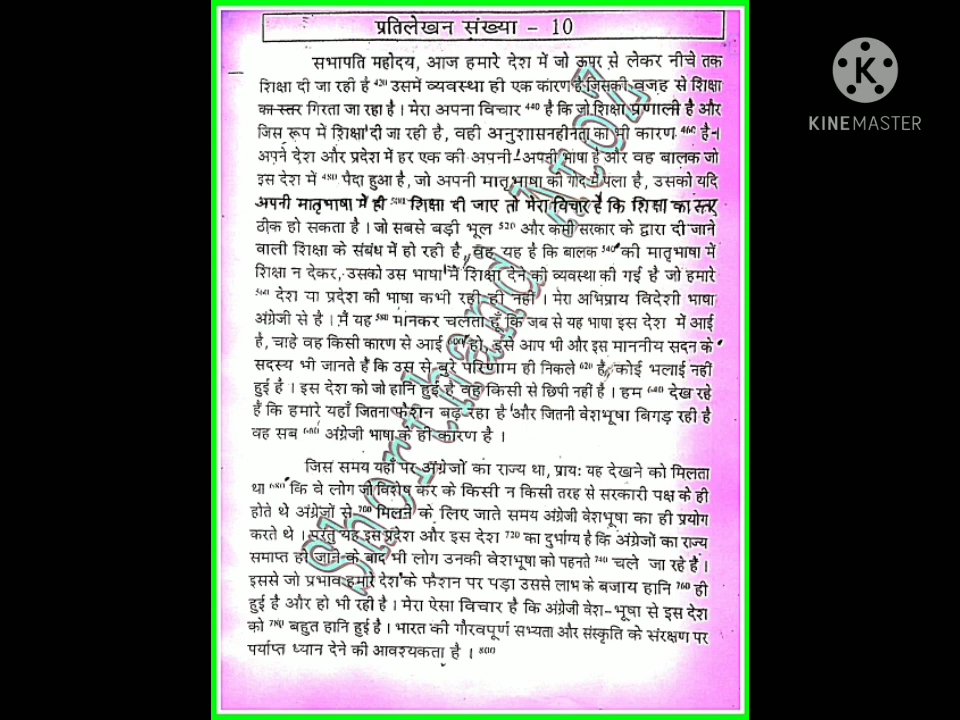 प्रतिलेखन संख्या - 10
सभापति महोदय, आज हमारे देश में जो ऊपर से लेकर नीचे तक
शिक्षा दी जा रही है 420 उसमें व्यवस्था ही एक कारण है जिसकी वजह से शिक्षा
का स्तर गिरता जा रहा है । मेरा अपना विचार 440 है कि जो शिक्षा प्रणाली है और
जिस रूप में शिक्षा दी जा रही है, वही अनुशासनहीनता का भी कारण 460 है ।
अपने देश और प्रदेश में हर एक की अपनी-अपनी भाषा है और वह बालक जो
इस देश में 480 पैदा हुआ है, जो अपनी मातृभाषा की गोद में पला है, उसको यदि
अपनी मातृभाषा में ही 500 शिक्षा दी जाए तो मेरा विचार है कि शिक्षा का स्तर
ठीक हो सकता है । जो सबसे बड़ी भूल 520 और कमी सरकार के द्वारा दी जाने
वाली शिक्षा के संबंध में हो रही है, वह यह है कि बालक 540 की मातृभाषा में
शिक्षा न देकर, उसको उस भाषा में शिक्षा देने की व्यवस्था की गई है जो हमारे
560 देश या प्रदेश की भाषा कभी रही ही नहीं । मेरा अभिप्राय विदेशी भाषा
अंग्रेजी से है । मैं यह 580 मानकर चलता हूँ कि जब से यह भाषा इस देश में आई
है, चाहे वह किसी कारण से आई 600 हो, इसे आप भी और इस माननीय सदन के
सदस्य भी जानते हैं कि उस से बुरे परिणाम ही निकले 620 है, कोई भलाई नहीं
हुई है । इस देश को जो हानि हुई है वह किसी से छिपी नहीं है । हम 640 देख रहे
हैं कि हमारे यहाँ जितना फैशन बढ़ रहा है और जितनी वेशभूषा बिगड़ रही है
वह सब 660 अंग्रेजी भाषा के ही कारण है ।
जिस समय यहाँ पर अंग्रेजों का राज्य था, प्रायः यह देखने को मिलता
था 680 कि वे लोग जो विशेष कर के किसी न किसी तरह से सरकारी पक्ष के ही
होते थे अंग्रेजों से 700 मिलने के लिए जाते समय अंग्रेजी वेशभूषा का ही प्रयोग
करते थे । परंतु यह इस प्रदेश और इस देश 720 का दुर्भाग्य है कि अंग्रेजों का राज्य
समाप्त हो जाने के बाद भी लोग उनकी वेशभूषा को पहनते 740 चले जा रहे हैं ।
इससे जो प्रभाव हमारे देश के फैशन पर पड़ा उससे लाभ के बजाय हानि 760 ही
हुई है और हो भी रही है । मेरा ऐसा विचार है कि अंग्रेजी वेश-भूषा से इस देश
को 780 बहुत हानि हुई है । भारत की गौरवपूर्ण सभ्यता और संस्कृति के संरक्षण पर
पर्याप्त ध्यान देने की आवश्यकता है । 800
Shorthand AtoZ
K
KINEMASTER